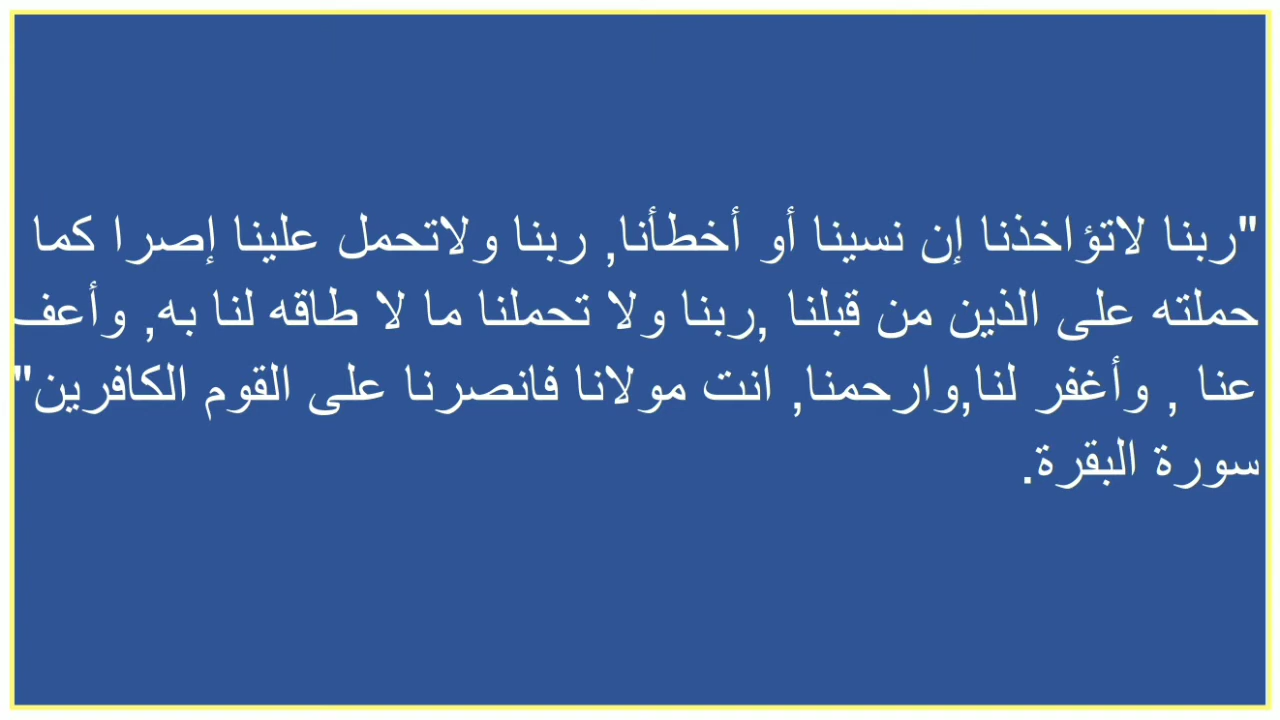 "ربنا لاتؤاخذنا إن نسينا أو أخطأنا, ربنا ولاتحمل علينا إصرا كما
حملته على الذين من قبلنا ,ربنا ولا تحملنا ما لا طاقه لنا به, وأعف
عنا , وأغفر لنا,وارحمنا, انت مولانا فانصرنا على القوم الكافرين"
سورة البقرة.